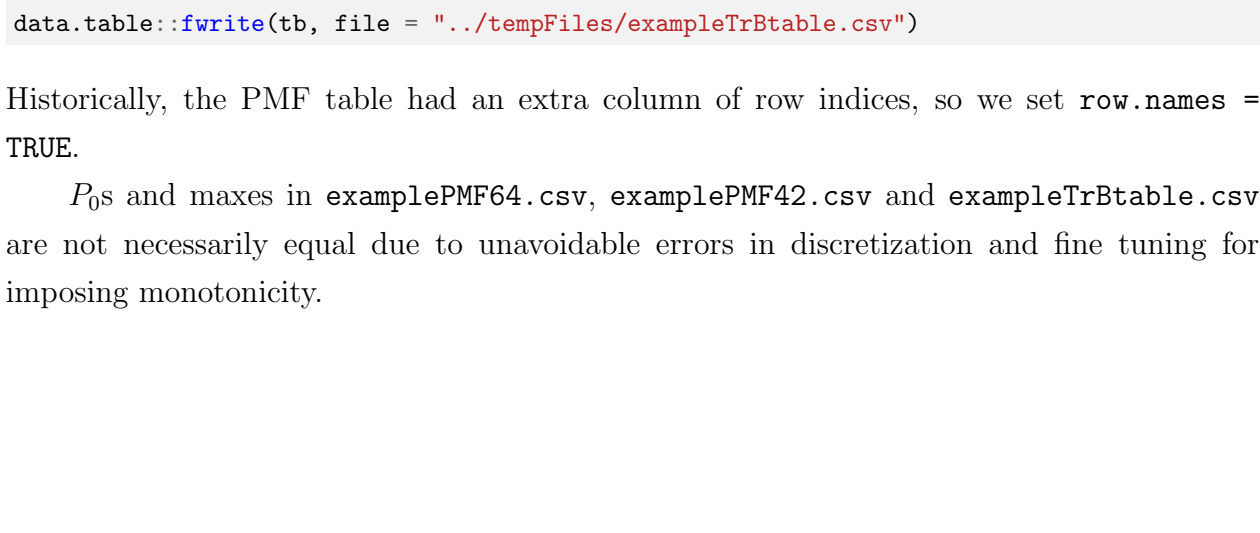 data.table::fwrite(tb, file = "../tempFiles/exampleTrBtable.csv")
Historically, the PMF table had an extra column of row indices, so we set row.names =
TRUE.
P₀s and maxes in examplePMF64.csv, examplePMF42.csv and exampleTrBtable.csv
are not necessarily equal due to unavoidable errors in discretization and fine tuning for
imposing monotonicity.